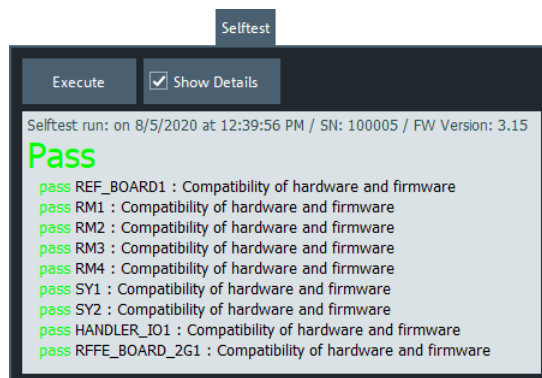 Selftest
Execute
Show Details
Selftest run: on 8/5/2020 at 12:39:56 PM / SN: 100005 / FW Version: 3.15
Pass
pass REF_BOARD1 : Compatibility of hardware and firmware
pass RM1 : Compatibility of hardware and firmware
pass RM2 : Compatibility of hardware and firmware
pass RM3 : Compatibility of hardware and firmware
pass RM4 : Compatibility of hardware and firmware
pass SY1 : Compatibility of hardware and firmware
pass SY2 : Compatibility of hardware and firmware
pass HANDLER_IO1 : Compatibility of hardware and firmware
pass RFFE_BOARD_2G1 : Compatibility of hardware and firmware